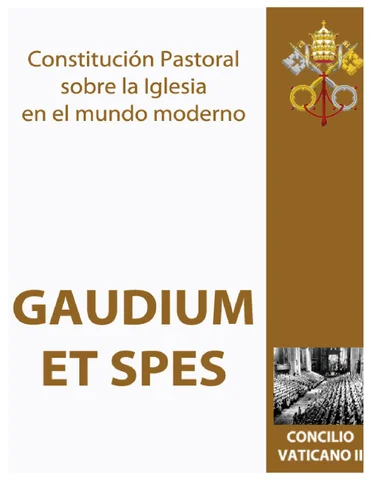 Constitución Pastoral
sobre la Iglesia
en el mundo moderno
GAUDIUM
ET SPES
CONCILIO
VATICANO II